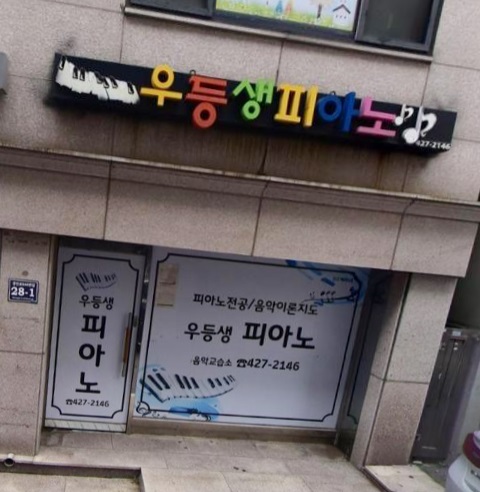 우등생피아노
427-2146
28-1
우등생
피
아
노
☎427-2146
피아노전공/음악이론지도
우등생 피아노
음악교습소 ☎427-2146